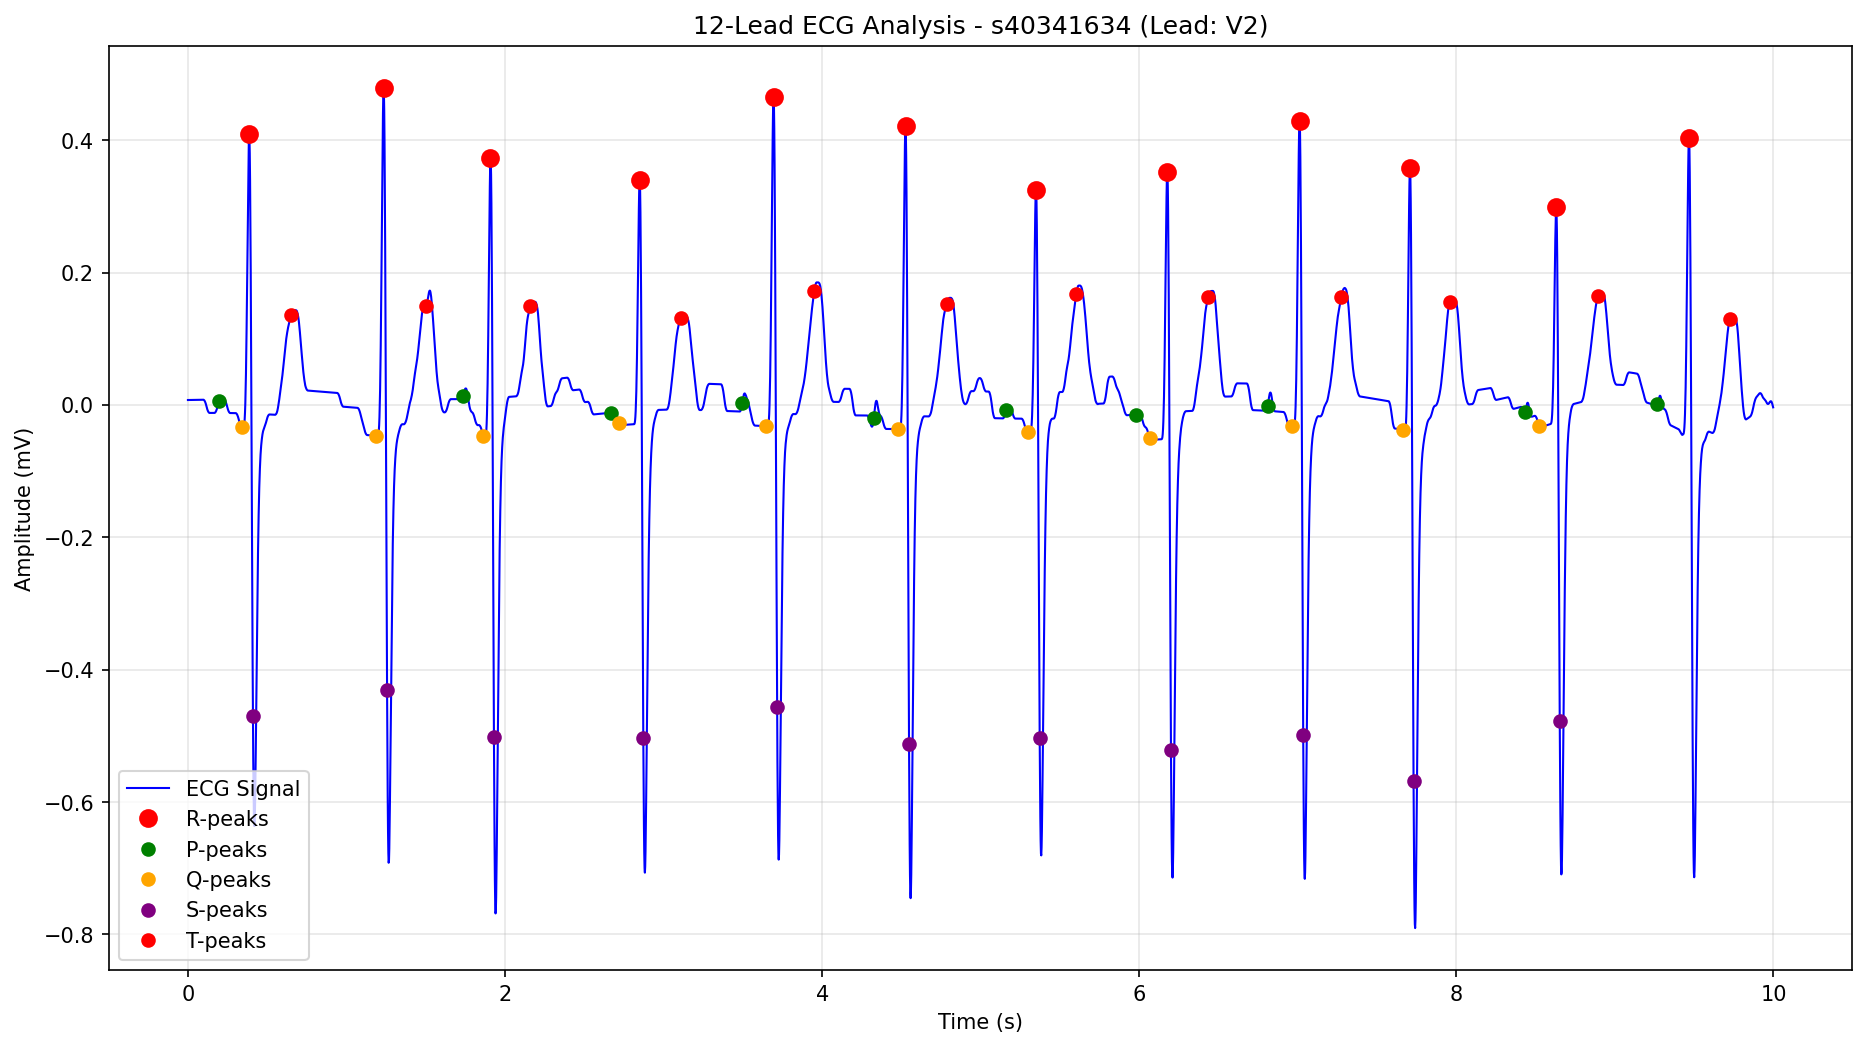 12-Lead ECG Analysis - s40341634 (Lead: V2)
Amplitude (mV)
0.4
0.2
0.0
−0.2
−0.4
−0.6
−0.8
ECG Signal
R-peaks
P-peaks
Q-peaks
S-peaks
T-peaks
0 2 4 6 8 10
Time (s)